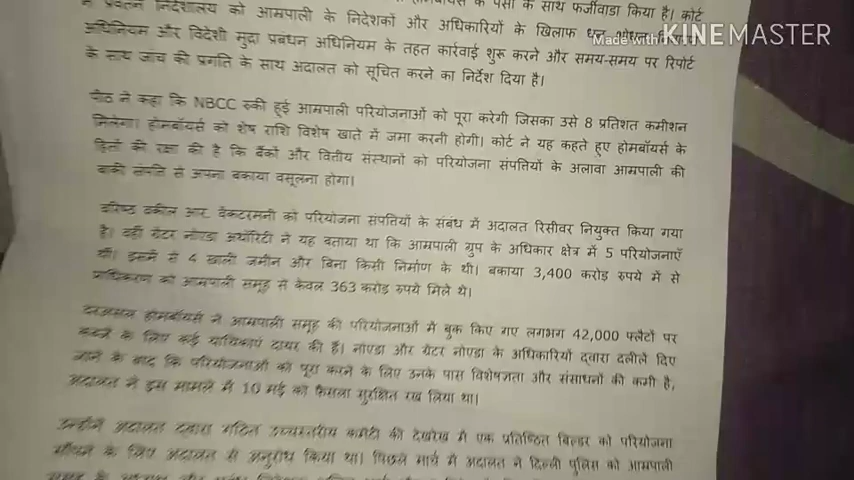 के पैसों के साथ फर्जीवाड़ा किया है। कोर्ट
निदेशालय को आम्रपाली के निदेशकों और अधिकारियों के खिलाफ धन
Made with KINEMASTER
अधिनियम और विदेशी मुद्रा प्रबंधन अधिनियम के तहत कार्रवाई शुरू करने और समय-समय पर रिपोर्ट
के साथ जांच की प्रगति के साथ अदालत को सूचित करने का निर्देश दिया है।
पीठ ने कहा कि NBCC रुकी हुई आम्रपाली परियोजनाओं को पूरा करेगी जिसका उसे 8 प्रतिशत कमीशन
मिलेगा। होमबॉयर्स को शेष राशि विशेष खाते में जमा करनी होगी। कोर्ट ने यह कहते हुए होमबॉयर्स के
हितों की रक्षा की है कि बैंकों और वित्तीय संस्थानों को परियोजना संपत्तियों के अलावा आम्रपाली की
बाकी संपति से अपना बकाया वसूलना होगा।
वरिष्ठ वकील आर. वेंकटरमनी को परियोजना संपत्तियों के संबंध में अदालत रिसीवर नियुक्त किया गया
है। वहीं ग्रेटर नोएडा अथॉरिटी ने यह बताया था कि आम्रपाली ग्रुप के अधिकार क्षेत्र में 5 परियोजनाएँ
थीं। इसमें से 4 खाली जमीन और बिना किसी निर्माण के थी। बकाया 3,400 करोड़ रुपये में से
प्राधिकरण को आम्रपाली समूह से केवल 363 करोड़ रुपये मिले थे।
दरअसल होमबॉयर्स ने आम्रपाली समूह की परियोजनाओं में बुक किए गए लगभग 42,000 फ्लैटों पर
कब्जे के लिए कई याचिकाएं दायर की हैं। नोएडा और ग्रेटर नोएडा के अधिकारियों द्वारा दलीलें दिए
जाने के बाद कि परियोजनाओं को पूरा करने के लिए उनके पास विशेषज्ञता और संसाधनों की कमी है,
अदालत ने इस मामले में 10 मई को फैसला सुरक्षित रख लिया था।
उन्होंने अदालत द्वारा गठित उच्चस्तरीय कमेटी की देखरेख में एक प्रतिष्ठित बिल्डर को परियोजना
सौंपने के लिए अदालत से अनुरोध किया था। पिछले मार्च में अदालत ने दिल्ली पुलिस को आम्रपाली
समूह के